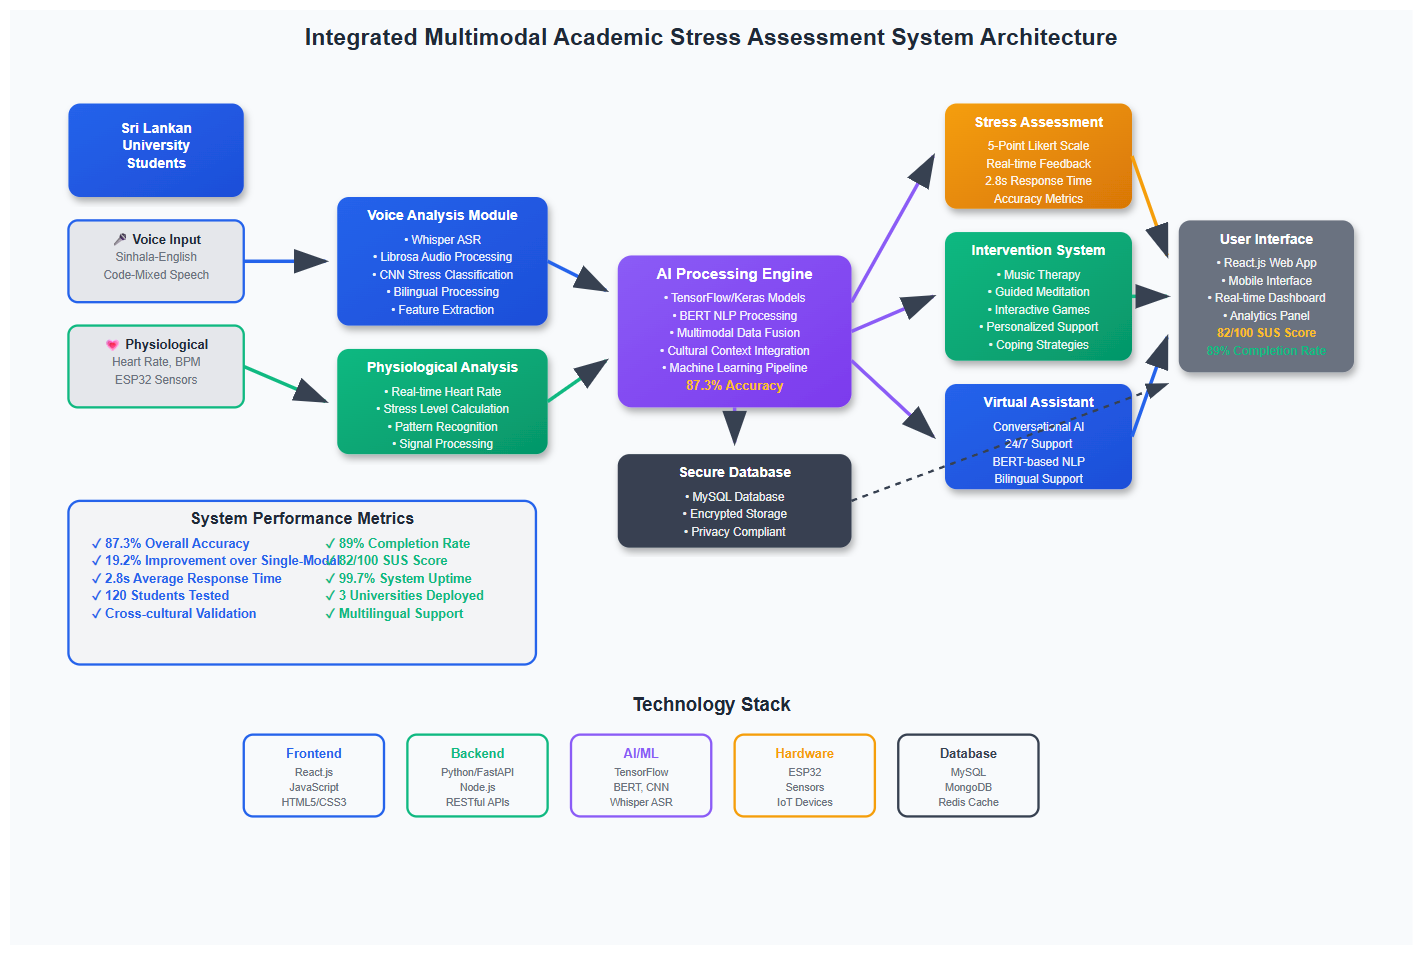 Integrated Multimodal Academic Stress Assessment System Architecture
Sri Lankan
University
Students
🎤 Voice Input
Sinhala-English
Code-Mixed Speech
💗 Physiological
Heart Rate, BPM
ESP32 Sensors
Voice Analysis Module
• Whisper ASR
• Librosa Audio Processing
• CNN Stress Classification
• Bilingual Processing
• Feature Extraction
Physiological Analysis
• Real-time Heart Rate
• Stress Level Calculation
• Pattern Recognition
• Signal Processing
AI Processing Engine
• TensorFlow/Keras Models
• BERT NLP Processing
• Multimodal Data Fusion
• Cultural Context Integration
• Machine Learning Pipeline
87.3% Accuracy
Secure Database
• MySQL Database
• Encrypted Storage
• Privacy Compliant
Stress Assessment
5-Point Likert Scale
Real-time Feedback
2.8s Response Time
Accuracy Metrics
Intervention System
• Music Therapy
• Guided Meditation
• Interactive Games
• Personalized Support
• Coping Strategies
Virtual Assistant
Conversational AI
24/7 Support
BERT-based NLP
Bilingual Support
User Interface
• React.js Web App
• Mobile Interface
• Real-time Dashboard
• Analytics Panel
82/100 SUS Score
89% Completion Rate
System Performance Metrics
✓ 87.3% Overall Accuracy
✓ 19.2% Improvement over Single-Modal
✓ 2.8s Average Response Time
✓ 120 Students Tested
✓ Cross-cultural Validation
✓ 89% Completion Rate
✓ 82/100 SUS Score
✓ 99.7% System Uptime
✓ 3 Universities Deployed
✓ Multilingual Support
Technology Stack
Frontend
React.js
JavaScript
HTML5/CSS3
Backend
Python/FastAPI
Node.js
RESTful APIs
AI/ML
TensorFlow
BERT, CNN
Whisper ASR
Hardware
ESP32
Sensors
IoT Devices
Database
MySQL
MongoDB
Redis Cache